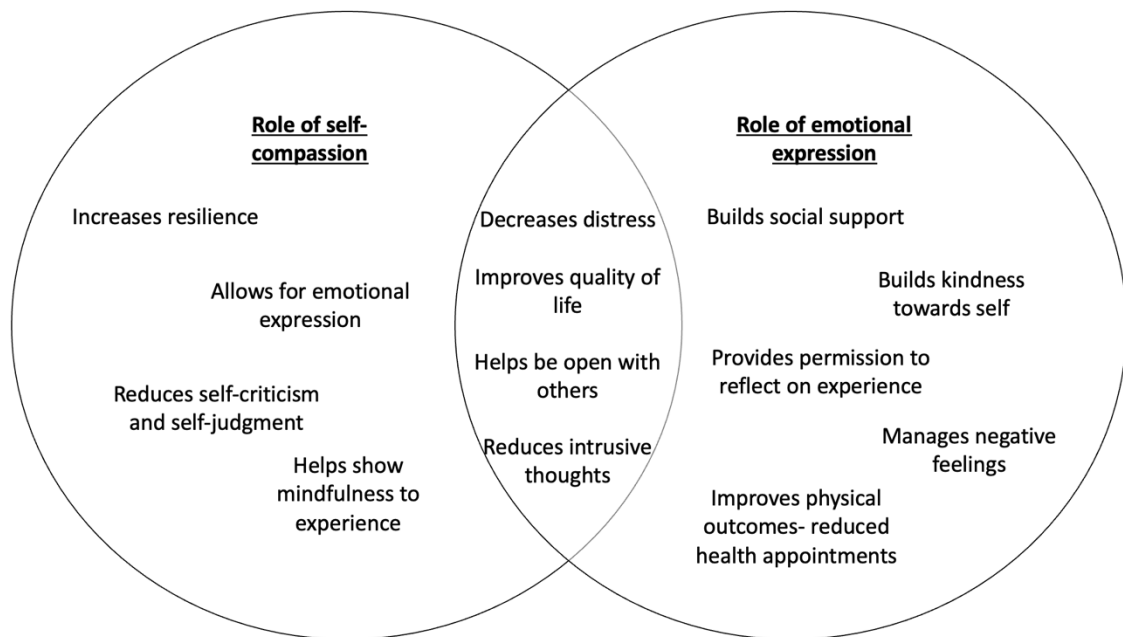 Role of self-
compassion
Increases resilience
Allows for emotional
expression
Reduces self-criticism
and self-judgment
Helps show
mindfulness to
experience
Decreases distress
Improves quality of
life
Helps be open with
others
Reduces intrusive
thoughts
Role of emotional
expression
Builds social support
Builds kindness
towards self
Provides permission to
reflect on experience
Manages negative
feelings
Improves physical
outcomes- reduced
health appointments